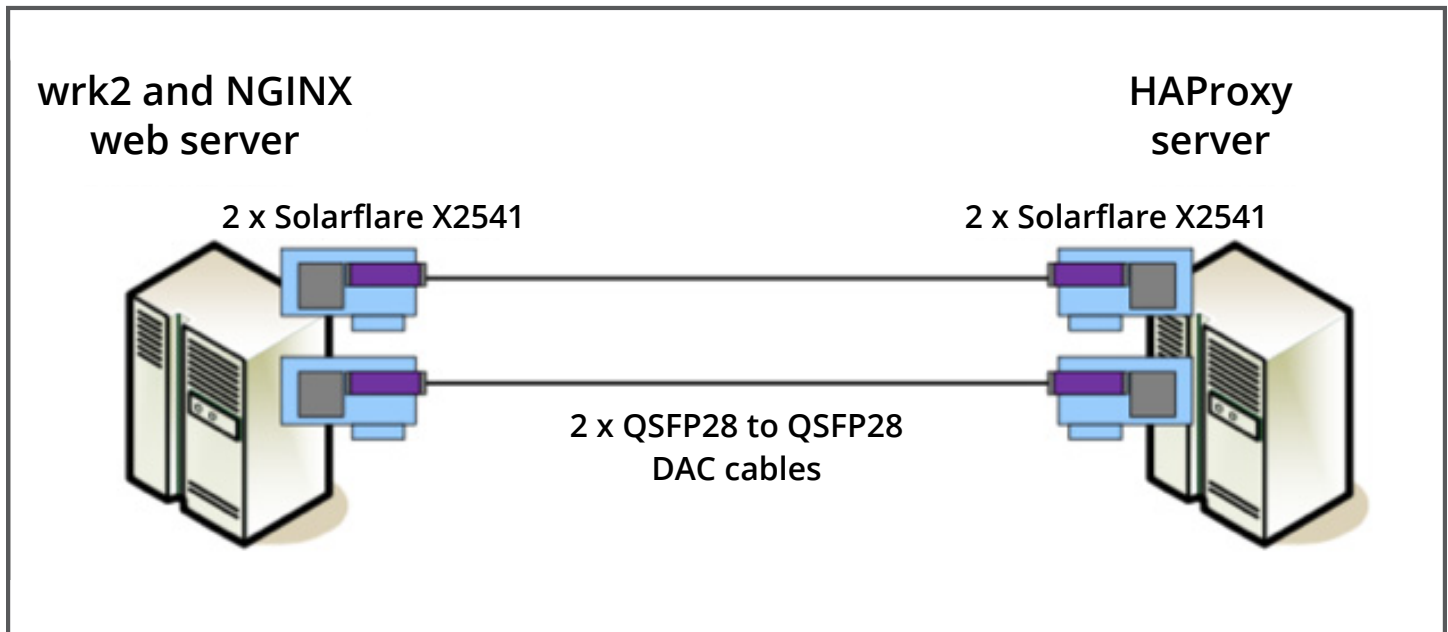 wrk2 and NGINX
web server
HAProxy
server
2 x Solarflare X2541
2 x Solarflare X2541
2 x QSFP28 to QSFP28
DAC cables